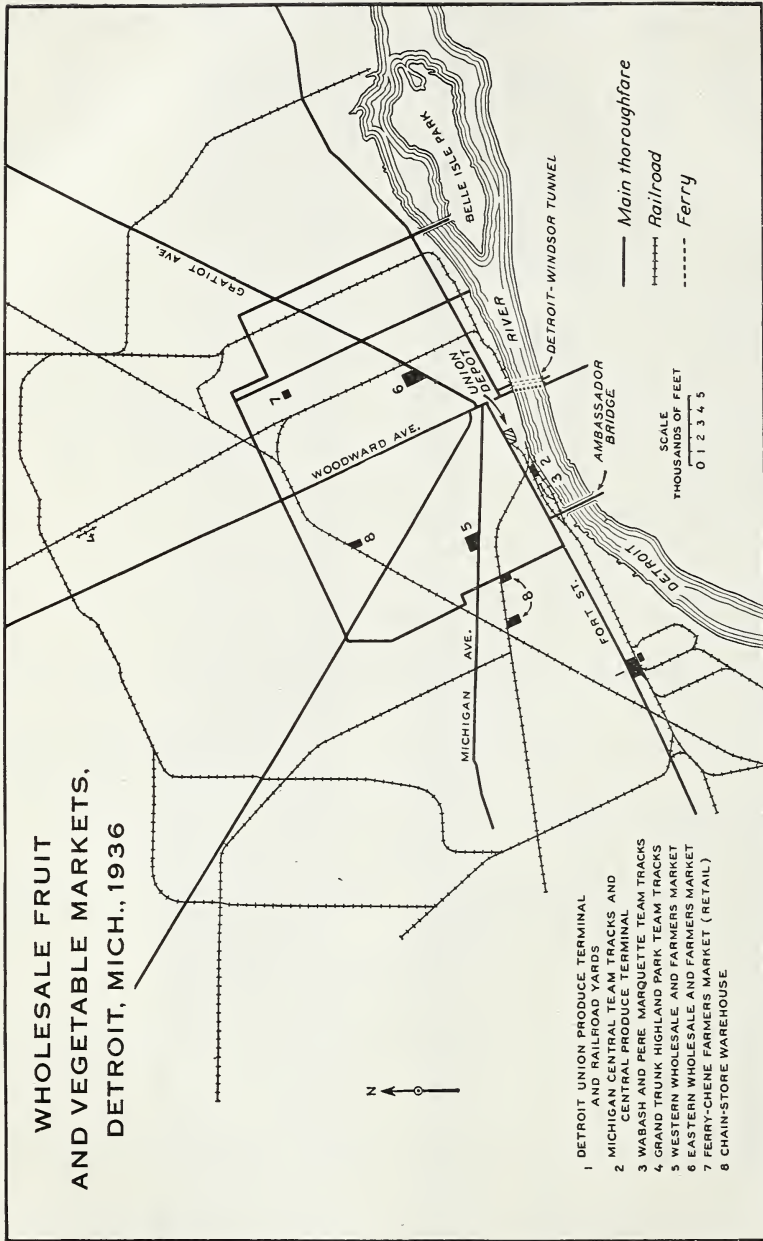 WHOLESALE FRUIT
AND VEGETABLE MARKETS,
DETROIT, MICH., 1936
N
GRATIOT AVE.
WOODWARD AVE.
MICHIGAN AVE.
FORT ST.
BELLE ISLE PARK
DETROIT RIVER
UNION
DEPOT
DETROIT-WINDSOR TUNNEL
AMBASSADOR
BRIDGE
1
2
3
4
5
6
7
8
8
Main thoroughfare
Railroad
Ferry
SCALE
THOUSANDS OF FEET
0 1 2 3 4 5
1 DETROIT UNION PRODUCE TERMINAL
AND RAILROAD YARDS
2 MICHIGAN CENTRAL TEAM TRACKS AND
CENTRAL PRODUCE TERMINAL
3 WABASH AND PERE MARQUETTE TEAM TRACKS
4 GRAND TRUNK HIGHLAND PARK TEAM TRACKS
5 WESTERN WHOLESALE AND FARMERS MARKET
6 EASTERN WHOLESALE AND FARMERS MARKET
7 FERRY-CHENE FARMERS MARKET (RETAIL)
8 CHAIN-STORE WAREHOUSE